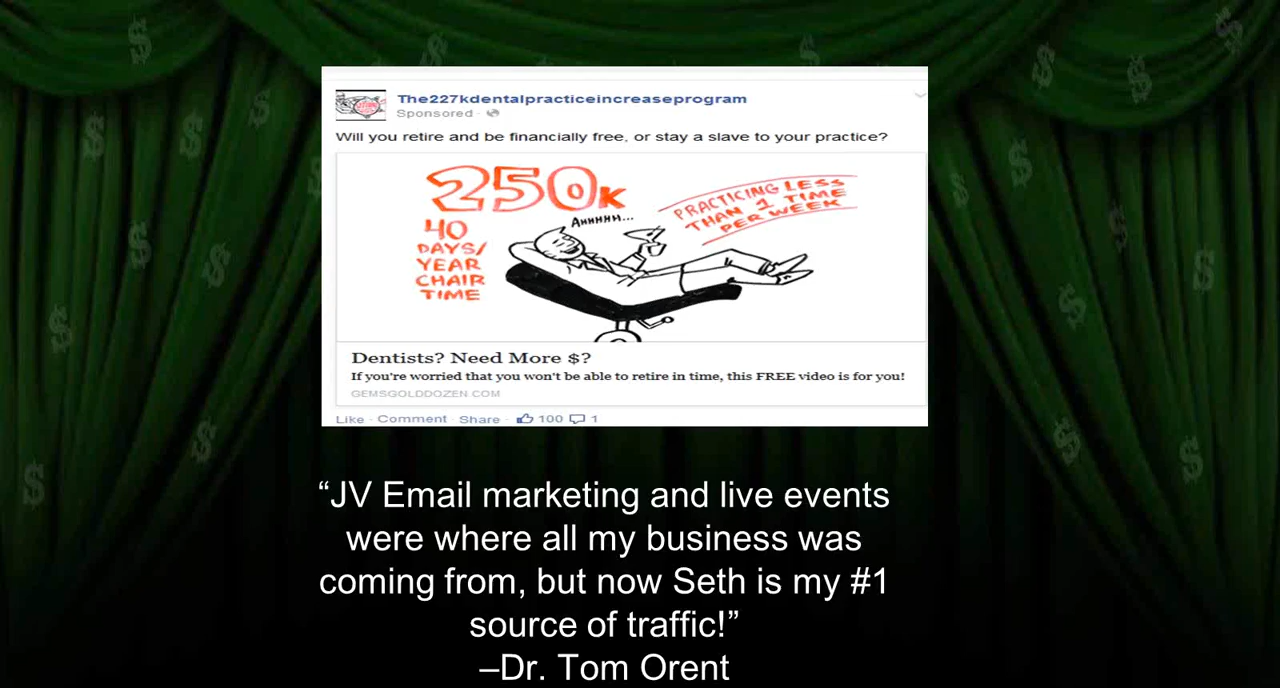 The227kdentalpracticeincreaseprogram
Sponsored ·
Will you retire and be financially free, or stay a slave to your practice?
250K
40
DAYS/
YEAR
CHAIR
TIME
AHHHHH...
PRACTICING LESS
THAN 1 TIME
PER WEEK
Dentists? Need More $?
If you're worried that you won't be able to retire in time, this FREE video is for you!
GEMSGOLDDOZEN.COM
Like · Comment · Share · 100 1
“JV Email marketing and live events
were where all my business was
coming from, but now Seth is my #1
source of traffic!”
–Dr. Tom Orent